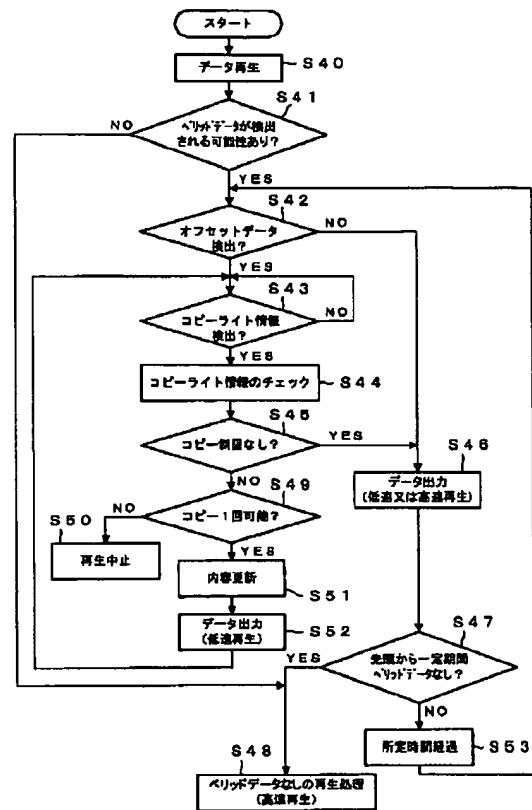 スタート
データ再生
S40
S41
ベリッドデータが検出
される可能性あり?
NO
YES
S42
オフセットデータ
検出?
NO
YES
S43
コピーライト情報
検出?
NO
YES
コピーライト情報のチェック
S44
S45
コピー制限なし?
YES
NO
S46
データ出力
(低速又は高速再生)
S49
コピー1回可能?
NO
YES
S50
再生中止
内容更新
S51
データ出力
(低速再生)
S52
S47
先頭から一定期間
ベリッドデータなし?
YES
NO
所定時間経過
S53
S48
ベリッドデータなしの再生処理
(高速再生)